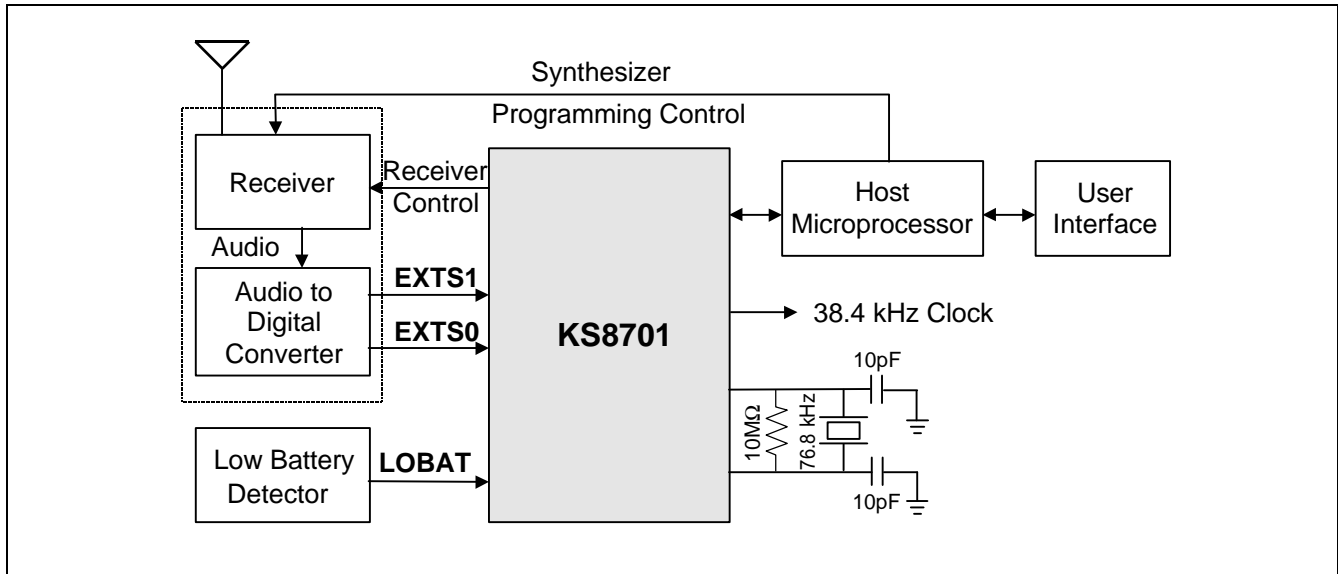 Synthesizer
Programming Control
Receiver
Receiver
Control
Host
Microprocessor
User
Interface
Audio
Audio to
Digital
Converter
EXTS1
EXTS0
KS8701
38.4 kHz Clock
10pF
10MΩ
76.8 kHz
10pF
Low Battery
Detector
LOBAT